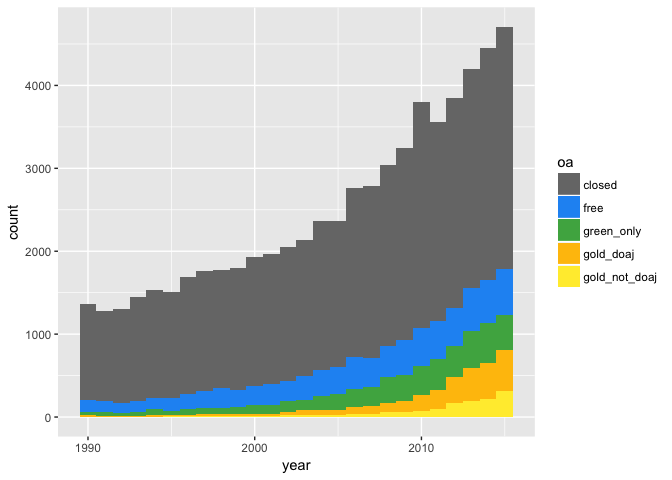 4000
3000
2000
1000
0
count
1990
2000
2010
year
oa
closed
free
green_only
gold_doaj
gold_not_doaj